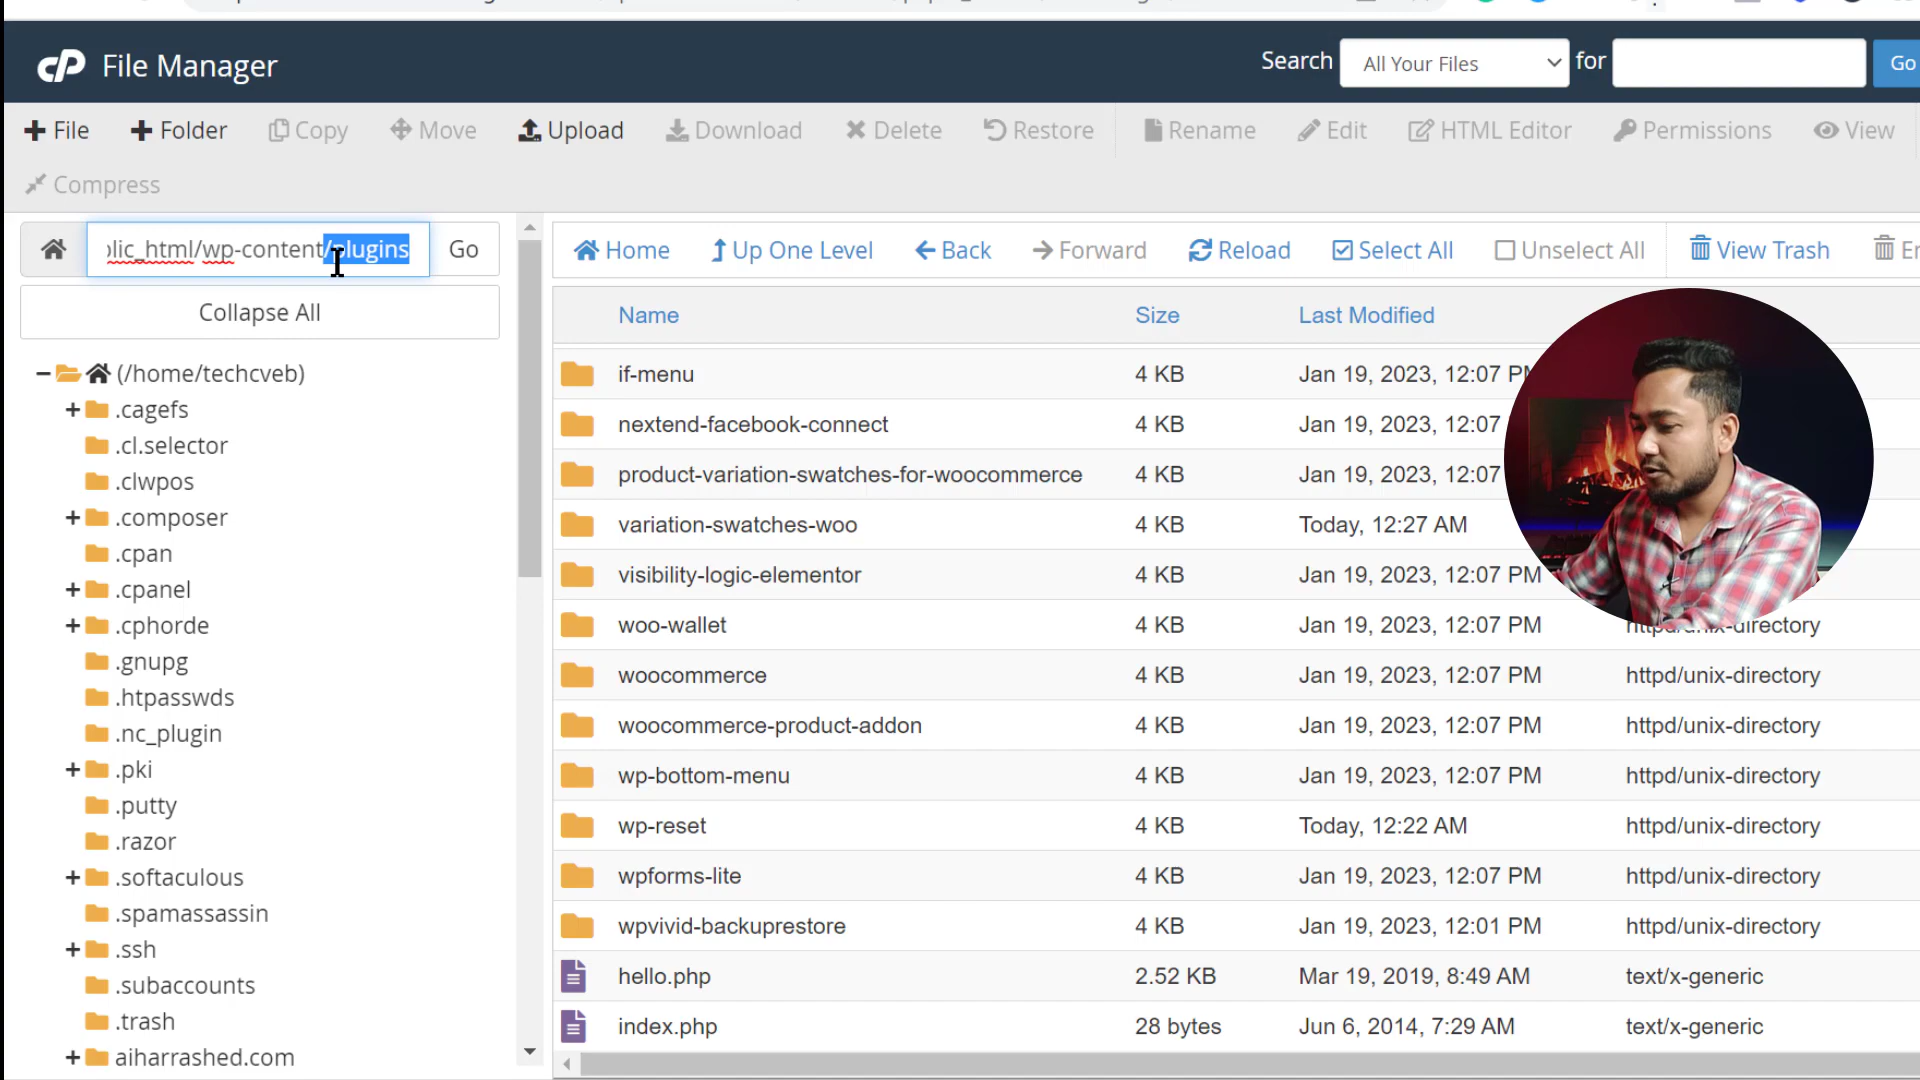 cP File Manager
Search All Your Files for Go
File Folder Copy Move Upload Download Delete Restore Rename Edit HTML Editor Permissions View
Compress
lic_html/wp-content/plugins Go
Home Up One Level Back Forward Reload Select All Unselect All View Trash
Collapse All
Name Size Last Modified
(/home/techcveb)
.cagefs
.cl.selector
.clwpos
.composer
.cpan
.cpanel
.cphorde
.gnupg
.htpasswds
.nc_plugin
.pki
.putty
.razor
.softaculous
.spamassassin
.ssh
.subaccounts
.trash
aiharrashed.com
if-menu 4 KB Jan 19, 2023, 12:07 PM
nextend-facebook-connect 4 KB Jan 19, 2023, 12:07
product-variation-swatches-for-woocommerce 4 KB Jan 19, 2023, 12:07
variation-swatches-woo 4 KB Today, 12:27 AM
visibility-logic-elementor 4 KB Jan 19, 2023, 12:07 PM
woo-wallet 4 KB Jan 19, 2023, 12:07 PM httpd/unix-directory
woocommerce 4 KB Jan 19, 2023, 12:07 PM httpd/unix-directory
woocommerce-product-addon 4 KB Jan 19, 2023, 12:07 PM httpd/unix-directory
wp-bottom-menu 4 KB Jan 19, 2023, 12:07 PM httpd/unix-directory
wp-reset 4 KB Today, 12:22 AM httpd/unix-directory
wpforms-lite 4 KB Jan 19, 2023, 12:07 PM httpd/unix-directory
wpvivid-backuprestore 4 KB Jan 19, 2023, 12:01 PM httpd/unix-directory
hello.php 2.52 KB Mar 19, 2019, 8:49 AM text/x-generic
index.php 28 bytes Jun 6, 2014, 7:29 AM text/x-generic